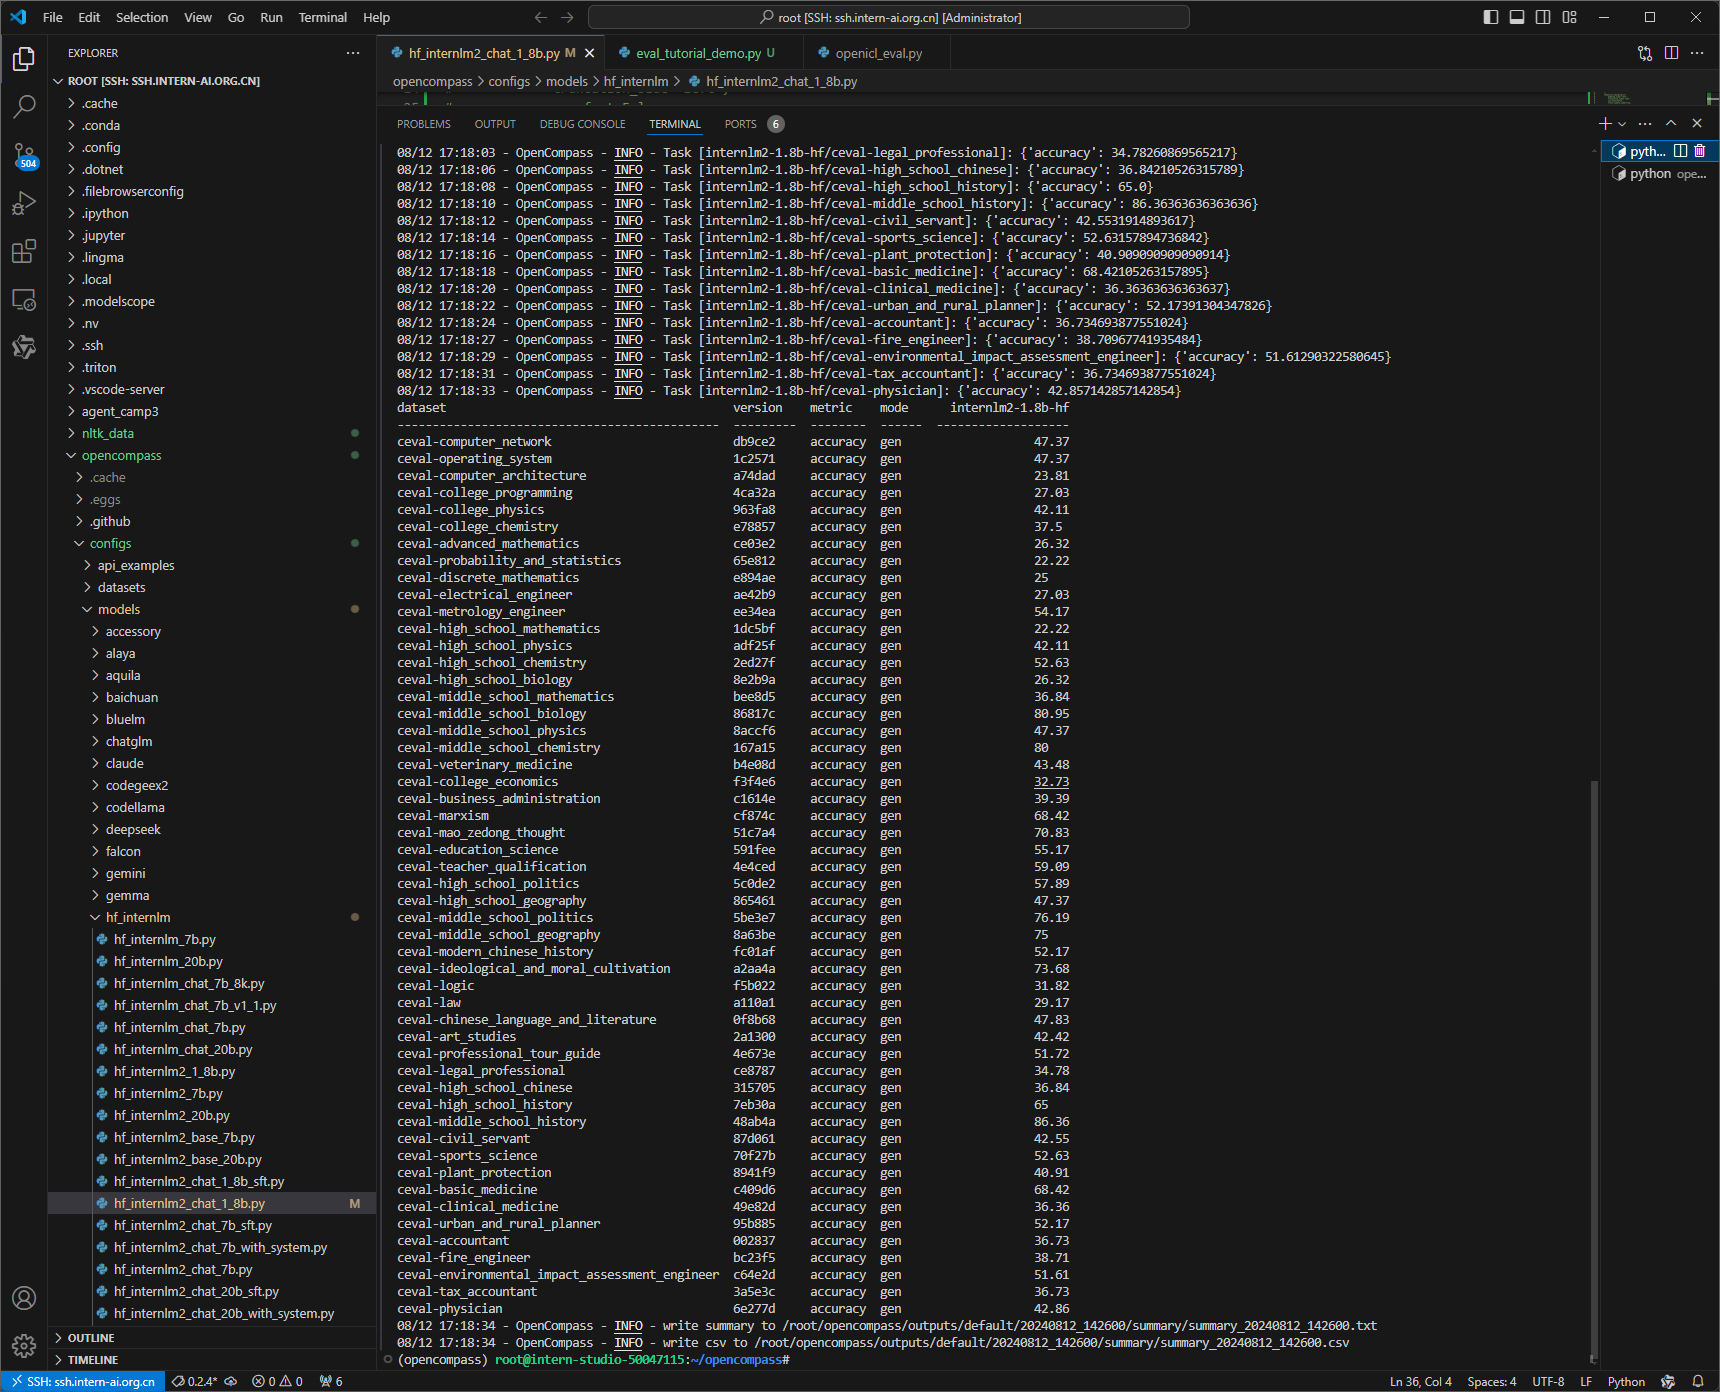 File Edit Selection View Go Run Terminal Help
root [SSH: ssh.intern-ai.org.cn] [Administrator]
EXPLORER
ROOT [SSH: SSH.INTERN-AI.ORG.CN]
.cache
.conda
.config
.dotnet
.filebrowserconfig
.ipython
.jupyter
.lingma
.local
.modelscope
.nv
.ssh
.triton
.vscode-server
agent_camp3
nltk_data
opencompass
.cache
.eggs
.github
configs
api_examples
datasets
models
accessory
alaya
aquila
baichuan
bluelm
chatglm
claude
codegeex2
codellama
deepseek
falcon
gemini
gemma
hf_internlm
hf_internlm_7b.py
hf_internlm_20b.py
hf_internlm_chat_7b_8k.py
hf_internlm_chat_7b_v1_1.py
hf_internlm_chat_7b.py
hf_internlm_chat_20b.py
hf_internlm2_1_8b.py
hf_internlm2_7b.py
hf_internlm2_20b.py
hf_internlm2_base_7b.py
hf_internlm2_base_20b.py
hf_internlm2_chat_1_8b_sft.py
hf_internlm2_chat_1_8b.py M
hf_internlm2_chat_7b_sft.py
hf_internlm2_chat_7b_with_system.py
hf_internlm2_chat_7b.py
hf_internlm2_chat_20b_sft.py
hf_internlm2_chat_20b_with_system.py
OUTLINE
TIMELINE
504
hf_internlm2_chat_1_8b.py M eval_tutorial_demo.py U openicl_eval.py
opencompass > configs > models > hf_internlm > hf_internlm2_chat_1_8b.py
PROBLEMS OUTPUT DEBUG CONSOLE TERMINAL PORTS 6
pyth...
python ope...
08/12 17:18:03 - OpenCompass - INFO - Task [internlm2-1.8b-hf/ceval-legal_professional]: {'accuracy': 34.78260869565217}
08/12 17:18:06 - OpenCompass - INFO - Task [internlm2-1.8b-hf/ceval-high_school_chinese]: {'accuracy': 36.84210526315789}
08/12 17:18:08 - OpenCompass - INFO - Task [internlm2-1.8b-hf/ceval-high_school_history]: {'accuracy': 65.0}
08/12 17:18:10 - OpenCompass - INFO - Task [internlm2-1.8b-hf/ceval-middle_school_history]: {'accuracy': 86.36363636363636}
08/12 17:18:12 - OpenCompass - INFO - Task [internlm2-1.8b-hf/ceval-civil_servant]: {'accuracy': 42.5531914893617}
08/12 17:18:14 - OpenCompass - INFO - Task [internlm2-1.8b-hf/ceval-sports_science]: {'accuracy': 52.63157894736842}
08/12 17:18:16 - OpenCompass - INFO - Task [internlm2-1.8b-hf/ceval-plant_protection]: {'accuracy': 40.909090909090914}
08/12 17:18:18 - OpenCompass - INFO - Task [internlm2-1.8b-hf/ceval-basic_medicine]: {'accuracy': 68.42105263157895}
08/12 17:18:20 - OpenCompass - INFO - Task [internlm2-1.8b-hf/ceval-clinical_medicine]: {'accuracy': 36.36363636363637}
08/12 17:18:22 - OpenCompass - INFO - Task [internlm2-1.8b-hf/ceval-urban_and_rural_planner]: {'accuracy': 52.17391304347826}
08/12 17:18:24 - OpenCompass - INFO - Task [internlm2-1.8b-hf/ceval-accountant]: {'accuracy': 36.734693877551024}
08/12 17:18:27 - OpenCompass - INFO - Task [internlm2-1.8b-hf/ceval-fire_engineer]: {'accuracy': 38.70967741935484}
08/12 17:18:29 - OpenCompass - INFO - Task [internlm2-1.8b-hf/ceval-environmental_impact_assessment_engineer]: {'accuracy': 51.61290322580645}
08/12 17:18:31 - OpenCompass - INFO - Task [internlm2-1.8b-hf/ceval-tax_accountant]: {'accuracy': 36.734693877551024}
08/12 17:18:33 - OpenCompass - INFO - Task [internlm2-1.8b-hf/ceval-physician]: {'accuracy': 42.857142857142854}
dataset version metric mode internlm2-1.8b-hf
---------------------------------------------- --------- -------- ------ -------------------
ceval-computer_network db9ce2 accuracy gen 47.37
ceval-operating_system 1c2571 accuracy gen 47.37
ceval-computer_architecture a74dad accuracy gen 23.81
ceval-college_programming 4ca32a accuracy gen 27.03
ceval-college_physics 963fa8 accuracy gen 42.11
ceval-college_chemistry e78857 accuracy gen 37.5
ceval-advanced_mathematics ce03e2 accuracy gen 26.32
ceval-probability_and_statistics 65e812 accuracy gen 22.22
ceval-discrete_mathematics e894ae accuracy gen 25
ceval-electrical_engineer ae42b9 accuracy gen 27.03
ceval-metrology_engineer ee34ea accuracy gen 54.17
ceval-high_school_mathematics 1dc5bf accuracy gen 22.22
ceval-high_school_physics adf25f accuracy gen 42.11
ceval-high_school_chemistry 2ed27f accuracy gen 52.63
ceval-high_school_biology 8e2b9a accuracy gen 26.32
ceval-middle_school_mathematics bee8d5 accuracy gen 36.84
ceval-middle_school_biology 86817c accuracy gen 80.95
ceval-middle_school_physics 8accf6 accuracy gen 47.37
ceval-middle_school_chemistry 167a15 accuracy gen 80
ceval-veterinary_medicine b4e08d accuracy gen 43.48
ceval-college_economics f3f4e6 accuracy gen 32.73
ceval-business_administration c1614e accuracy gen 39.39
ceval-marxism cf874c accuracy gen 68.42
ceval-mao_zedong_thought 51c7a4 accuracy gen 70.83
ceval-education_science 591fee accuracy gen 55.17
ceval-teacher_qualification 4e4ced accuracy gen 59.09
ceval-high_school_politics 5c0de2 accuracy gen 57.89
ceval-high_school_geography 865461 accuracy gen 47.37
ceval-middle_school_politics 5be3e7 accuracy gen 76.19
ceval-middle_school_geography 8a63be accuracy gen 75
ceval-modern_chinese_history fc01af accuracy gen 52.17
ceval-ideological_and_moral_cultivation a2aa4a accuracy gen 73.68
ceval-logic f5b022 accuracy gen 31.82
ceval-law a110a1 accuracy gen 29.17
ceval-chinese_language_and_literature 0f8b68 accuracy gen 47.83
ceval-art_studies 2a1300 accuracy gen 42.42
ceval-professional_tour_guide 4e673e accuracy gen 51.72
ceval-legal_professional ce8787 accuracy gen 34.78
ceval-high_school_chinese 315705 accuracy gen 36.84
ceval-high_school_history 7eb30a accuracy gen 65
ceval-middle_school_history 48ab4a accuracy gen 86.36
ceval-civil_servant 87d061 accuracy gen 42.55
ceval-sports_science 70f27b accuracy gen 52.63
ceval-plant_protection 8941f9 accuracy gen 40.91
ceval-basic_medicine c409d6 accuracy gen 68.42
ceval-clinical_medicine 49e82d accuracy gen 36.36
ceval-urban_and_rural_planner 95b885 accuracy gen 52.17
ceval-accountant 002837 accuracy gen 36.73
ceval-fire_engineer bc23f5 accuracy gen 38.71
ceval-environmental_impact_assessment_engineer c64e2d accuracy gen 51.61
ceval-tax_accountant 3a5e3c accuracy gen 36.73
ceval-physician 6e277d accuracy gen 42.86
08/12 17:18:34 - OpenCompass - INFO - write summary to /root/opencompass/outputs/default/20240812_142600/summary/summary_20240812_142600.txt
08/12 17:18:34 - OpenCompass - INFO - write csv to /root/opencompass/outputs/default/20240812_142600/summary/summary_20240812_142600.csv
(opencompass) root@intern-studio-50047115:~/opencompass#
SSH: ssh.intern-ai.org.cn 0.2.4* 0 0 6 Ln 36, Col 4 Spaces: 4 UTF-8 LF Python